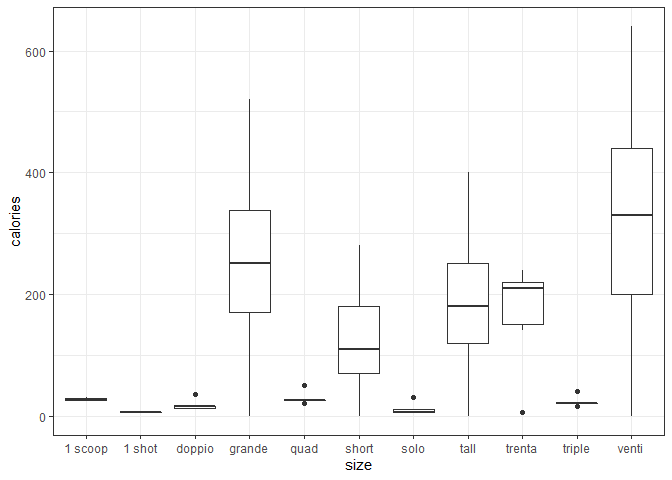 calories
600
400
200
0
1 scoop 1 shot doppio grande quad short solo tall trenta triple venti
size